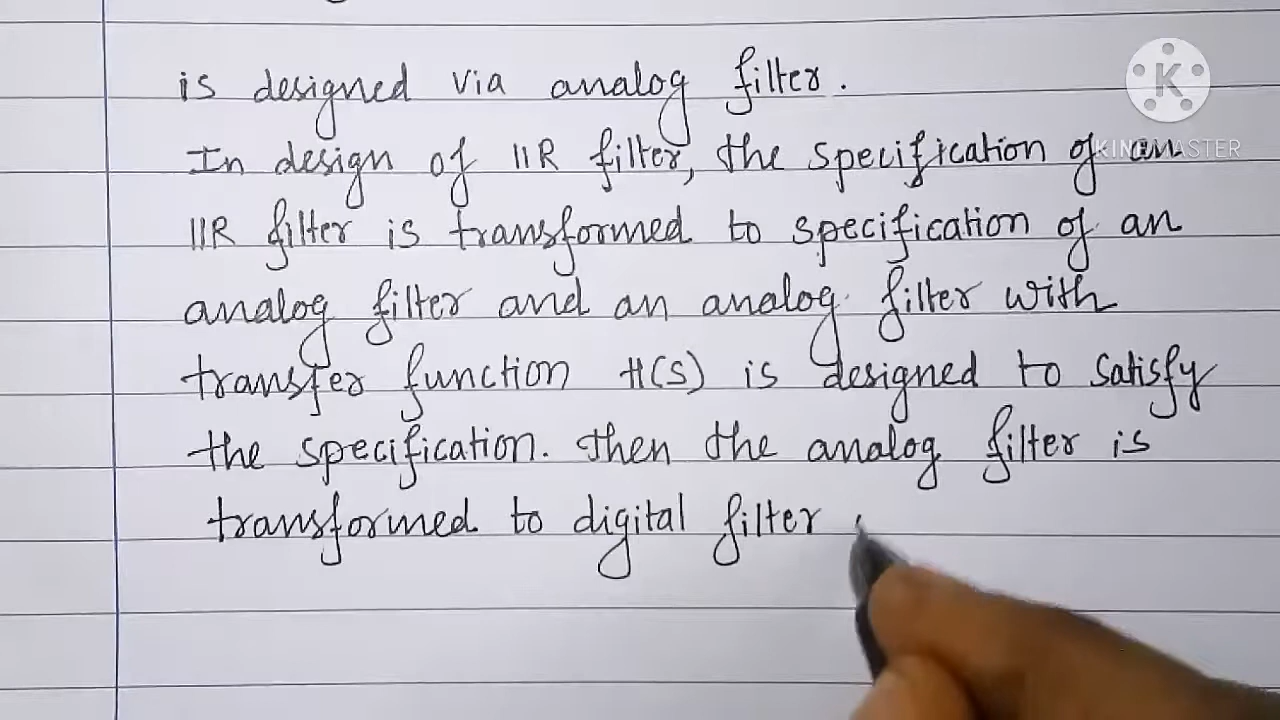 is designed via analog filter.
In design of IIR filter, the specification of an
IIR filter is transformed to specification of an
analog filter and an analog filter with
transfer function H(S) is designed to satisfy
the specification. Then the analog filter is
transformed to digital filter
K
KINEMASTER